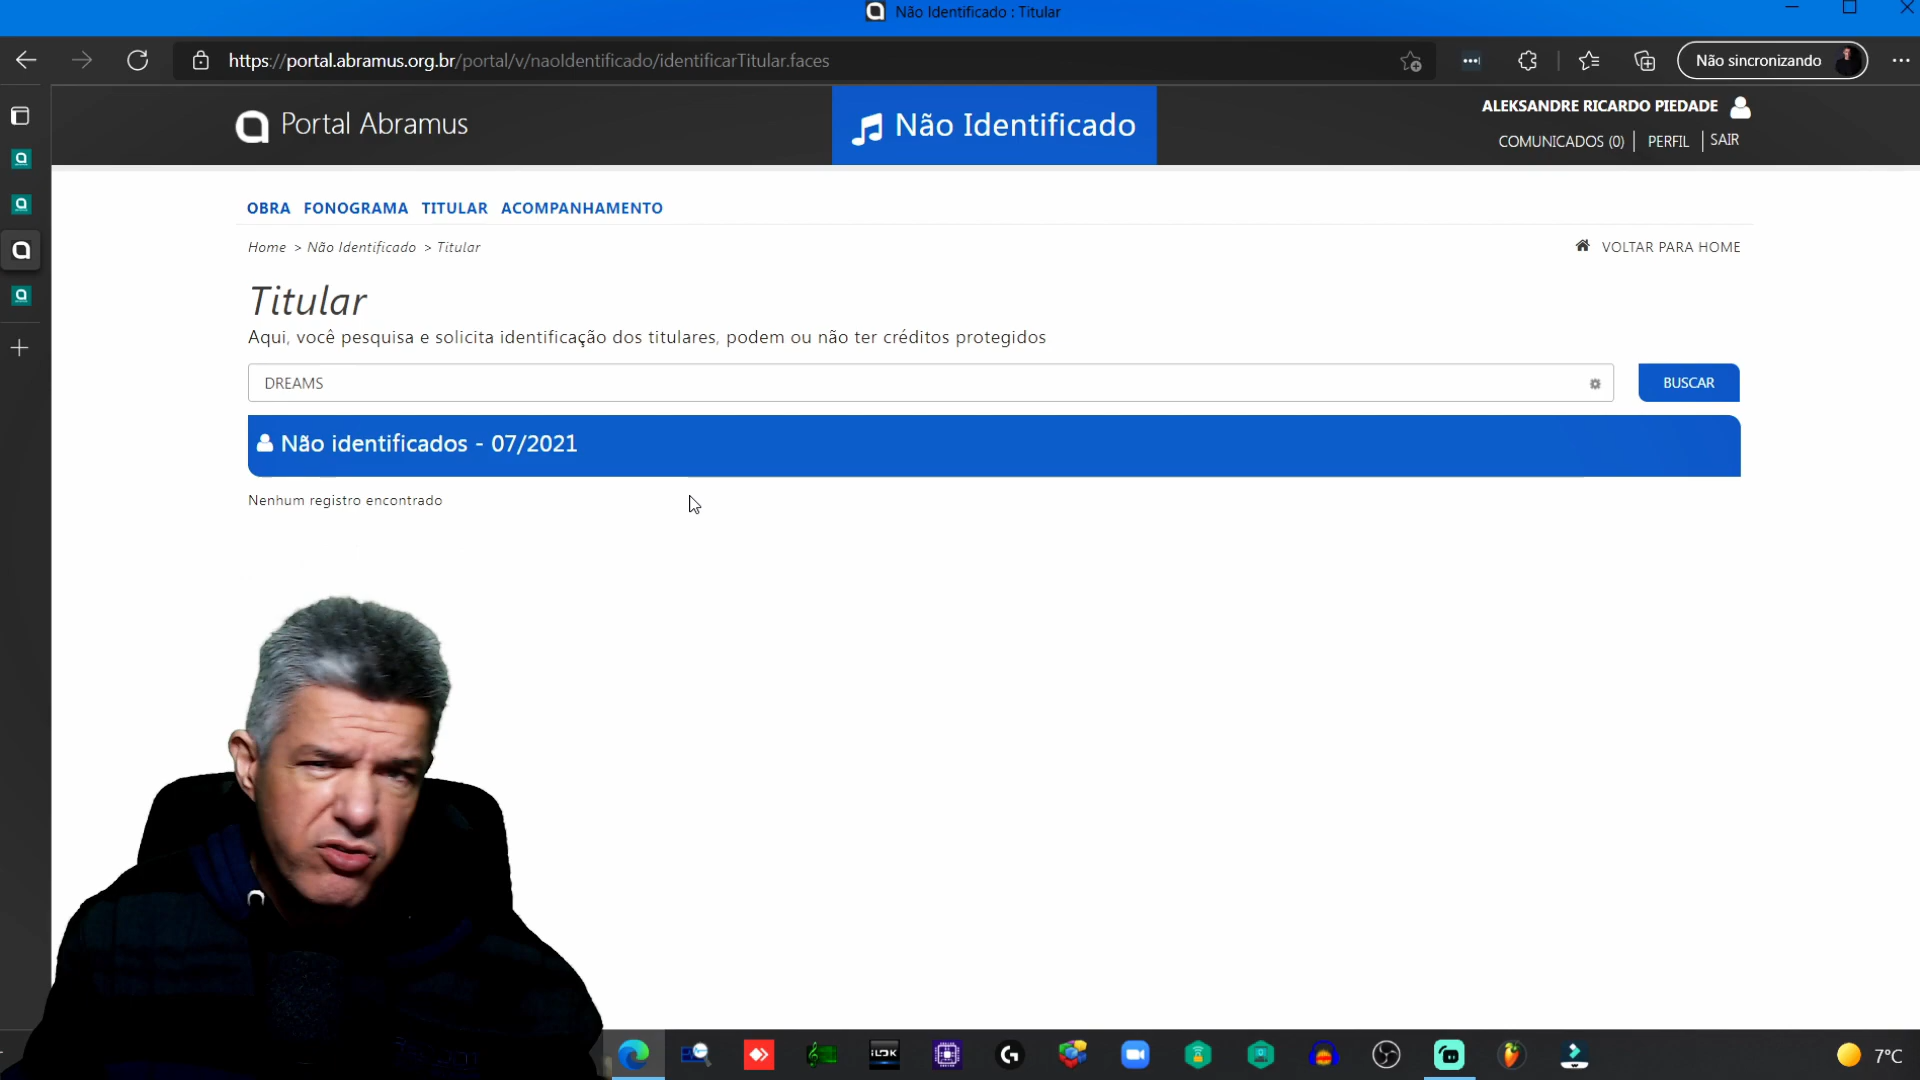 Não Identificado : Titular
https://portal.abramus.org.br/portal/v/naoIdentificado/identificarTitular.faces
Não sincronizando
Portal Abramus
Não Identificado
ALEKSANDRE RICARDO PIEDADE
COMUNICADOS (0) | PERFIL | SAIR
OBRA FONOGRAMA TITULAR ACOMPANHAMENTO
Home > Não Identificado > Titular
VOLTAR PARA HOME
Titular
Aqui, você pesquisa e solicita identificação dos titulares, podem ou não ter créditos protegidos
DREAMS
BUSCAR
Não identificados - 07/2021
Nenhum registro encontrado
iLOK
7°C